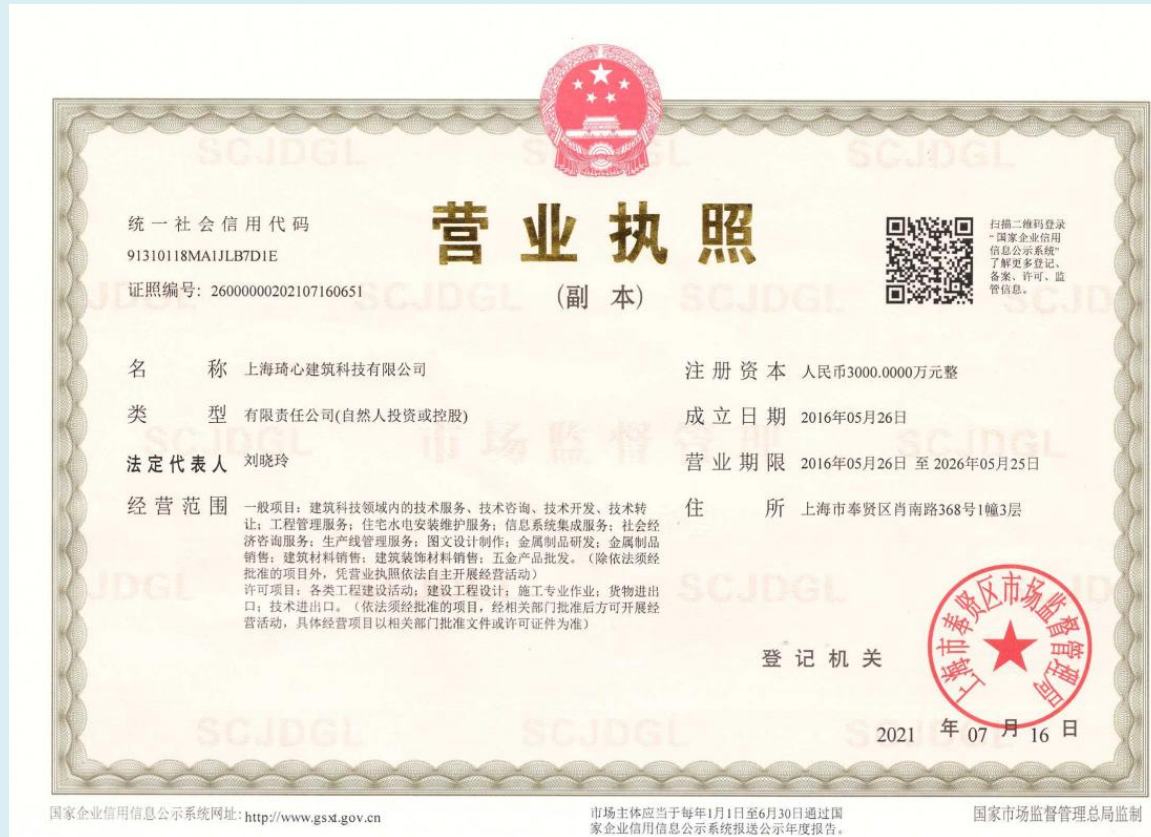 营业执照
(副 本)
统一社会信用代码
91310118MA1JLB7D1E
证照编号: 26000000202107160651
扫描二维码登录
“国家企业信用
信息公示系统”
了解更多登记、
备案、许可、监
管信息。
名 称 上海琦心建筑科技有限公司
类 型 有限责任公司(自然人投资或控股)
法定代表人 刘晓玲
经营范围 一般项目：建筑科技领域内的技术服务、技术咨询、技术开发、技术转
让；工程管理服务；住宅水电安装维护服务；信息系统集成服务；社会经
济咨询服务；生产线管理服务；图文设计制作；金属制品研发；金属制品
销售；建筑材料销售；建筑装饰材料销售；五金产品批发。（除依法须经
批准的项目外，凭营业执照依法自主开展经营活动）
许可项目：各类工程建设活动；建设工程设计；施工专业作业；货物进出
口；技术进出口。（依法须经批准的项目，经相关部门批准后方可开展经
营活动，具体经营项目以相关部门批准文件或许可证件为准）
注册资本 人民币3000.0000万元整
成立日期 2016年05月26日
营业期限 2016年05月26日 至 2026年05月25日
住 所 上海市奉贤区肖南路368号1幢3层
登记机关
上海市奉贤区市场监督管理局
2021 年 07 月 16 日
国家企业信用信息公示系统网址: http://www.gsxt.gov.cn
市场主体应当于每年1月1日至6月30日通过国
家企业信用信息公示系统报送公示年度报告。
国家市场监督管理总局监制
SCJDGL
市场监督管理